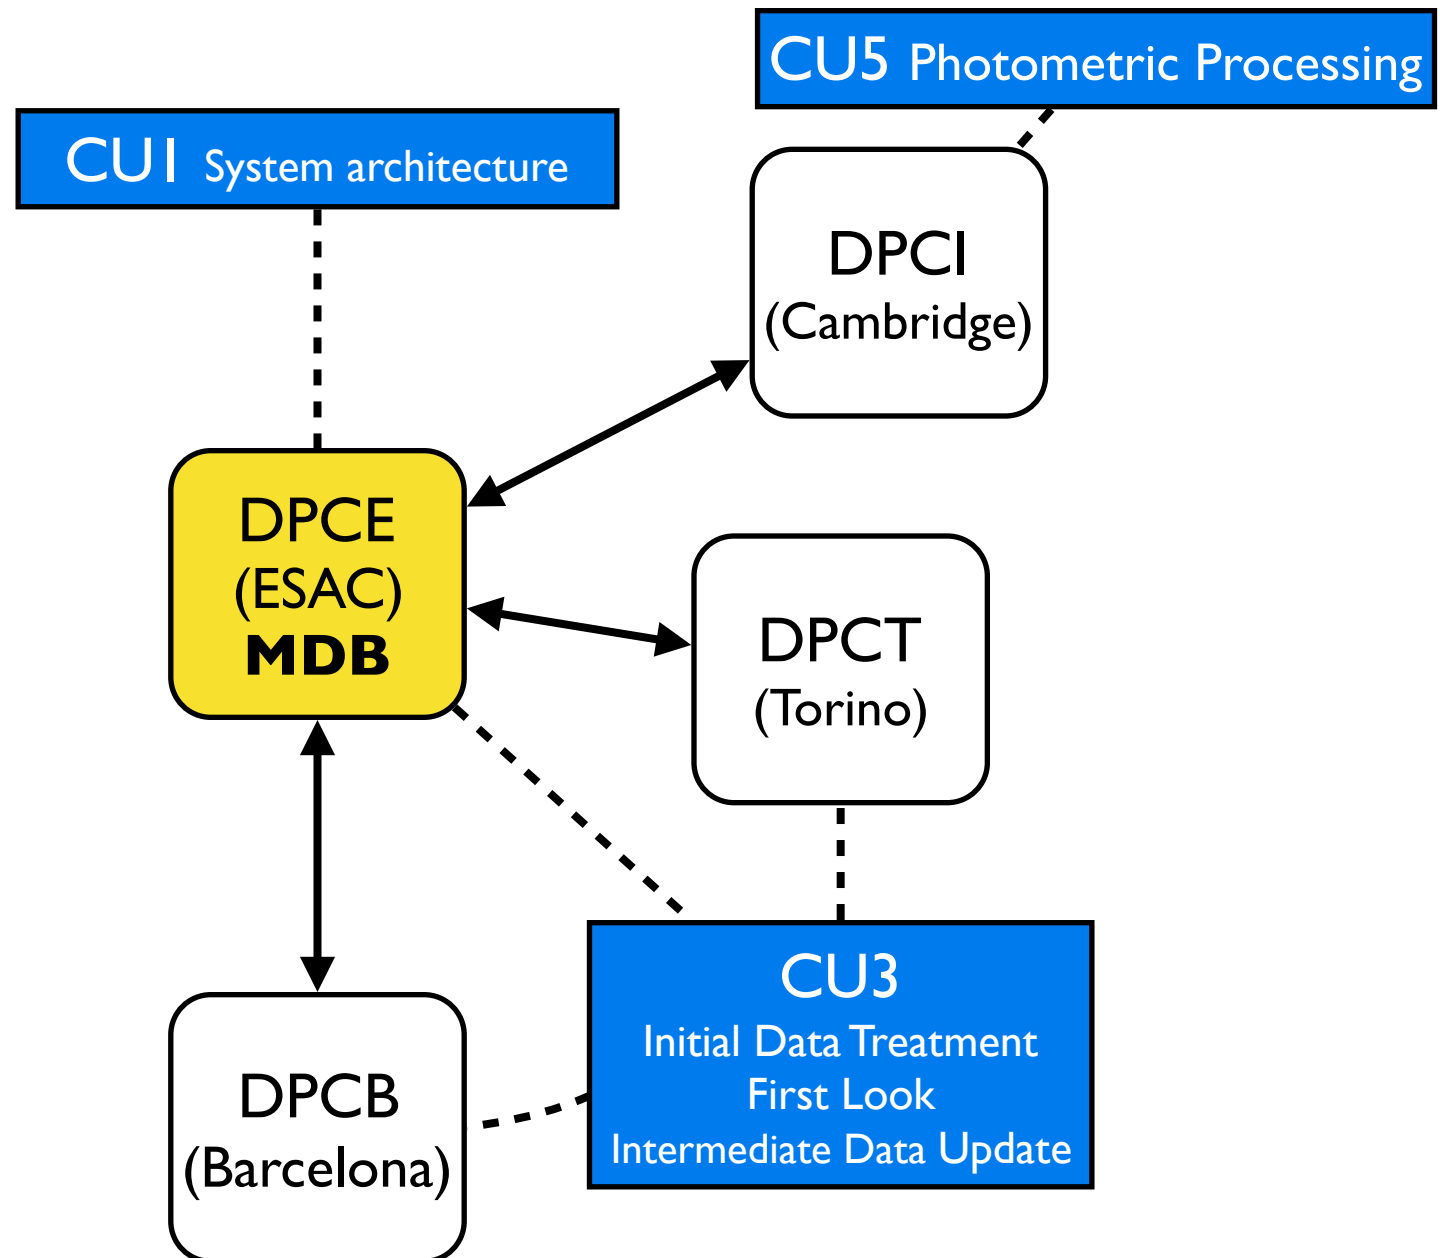 CU5 Photometric Processing
CU1 System architecture
DPCI
(Cambridge)
DPCE
(ESAC)
MDB
DPCT
(Torino)
CU3
Initial Data Treatment
First Look
Intermediate Data Update
DPCB
(Barcelona)